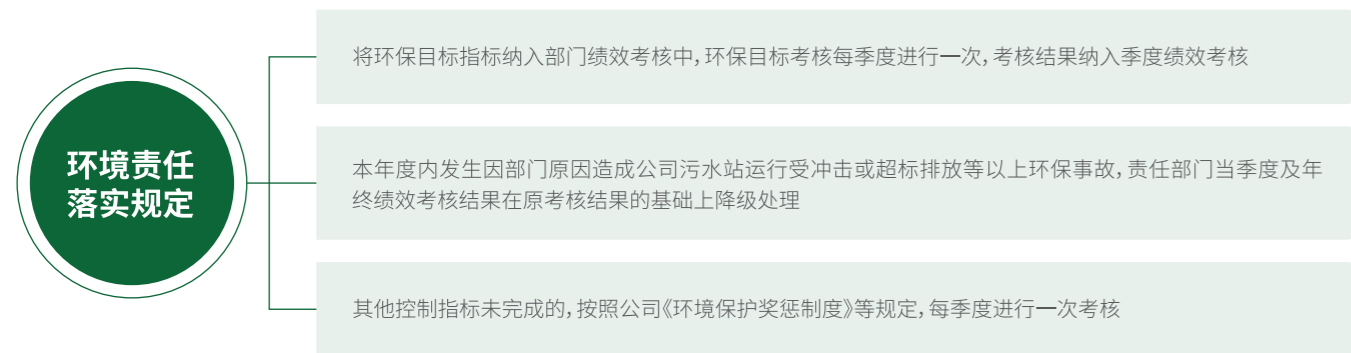 环境责任
落实规定
将环保目标指标纳入部门绩效考核中，环保目标考核每季度进行一次，考核结果纳入季度绩效考核
本年度内发生因部门原因造成公司污水站运行受冲击或超标排放等以上环保事故，责任部门当季度及年
终绩效考核结果在原考核结果的基础上降级处理
其他控制指标未完成的，按照公司《环境保护奖惩制度》等规定，每季度进行一次考核